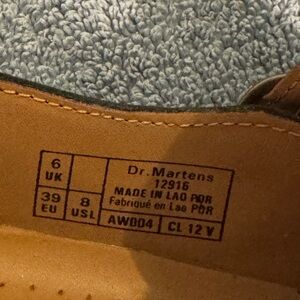 6
UK
39
EU
8
USL
Dr. Martens
12916
MADE IN LAO PDR
Fabriqué en Lao PDR
AW004
CL 12 V